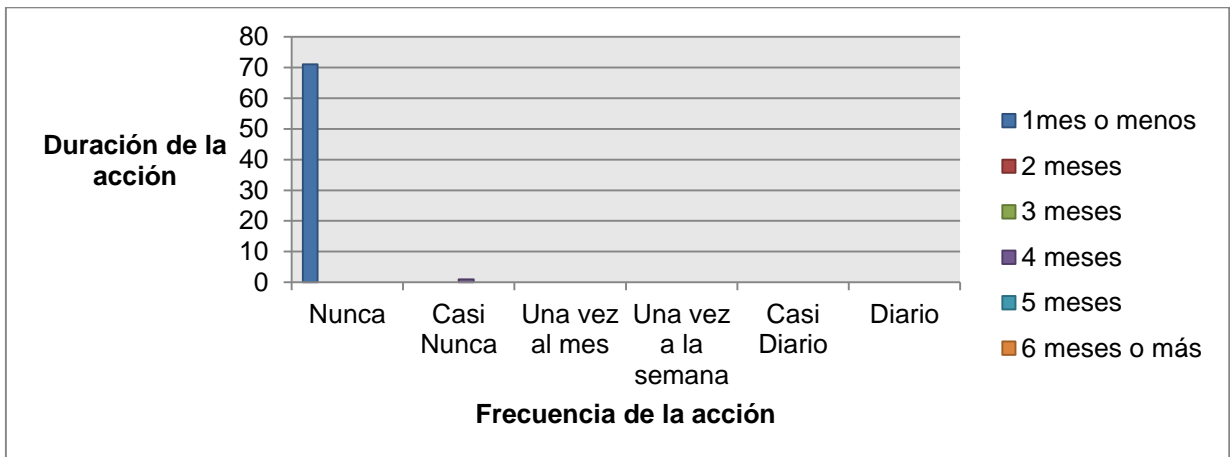 80
70
60
50
40
30
20
10
0
Duración de la
acción
Nunca
Casi
Nunca
Una vez
al mes
Una vez
a la
semana
Casi
Diario
Diario
Frecuencia de la acción
1mes o menos
2 meses
3 meses
4 meses
5 meses
6 meses o más